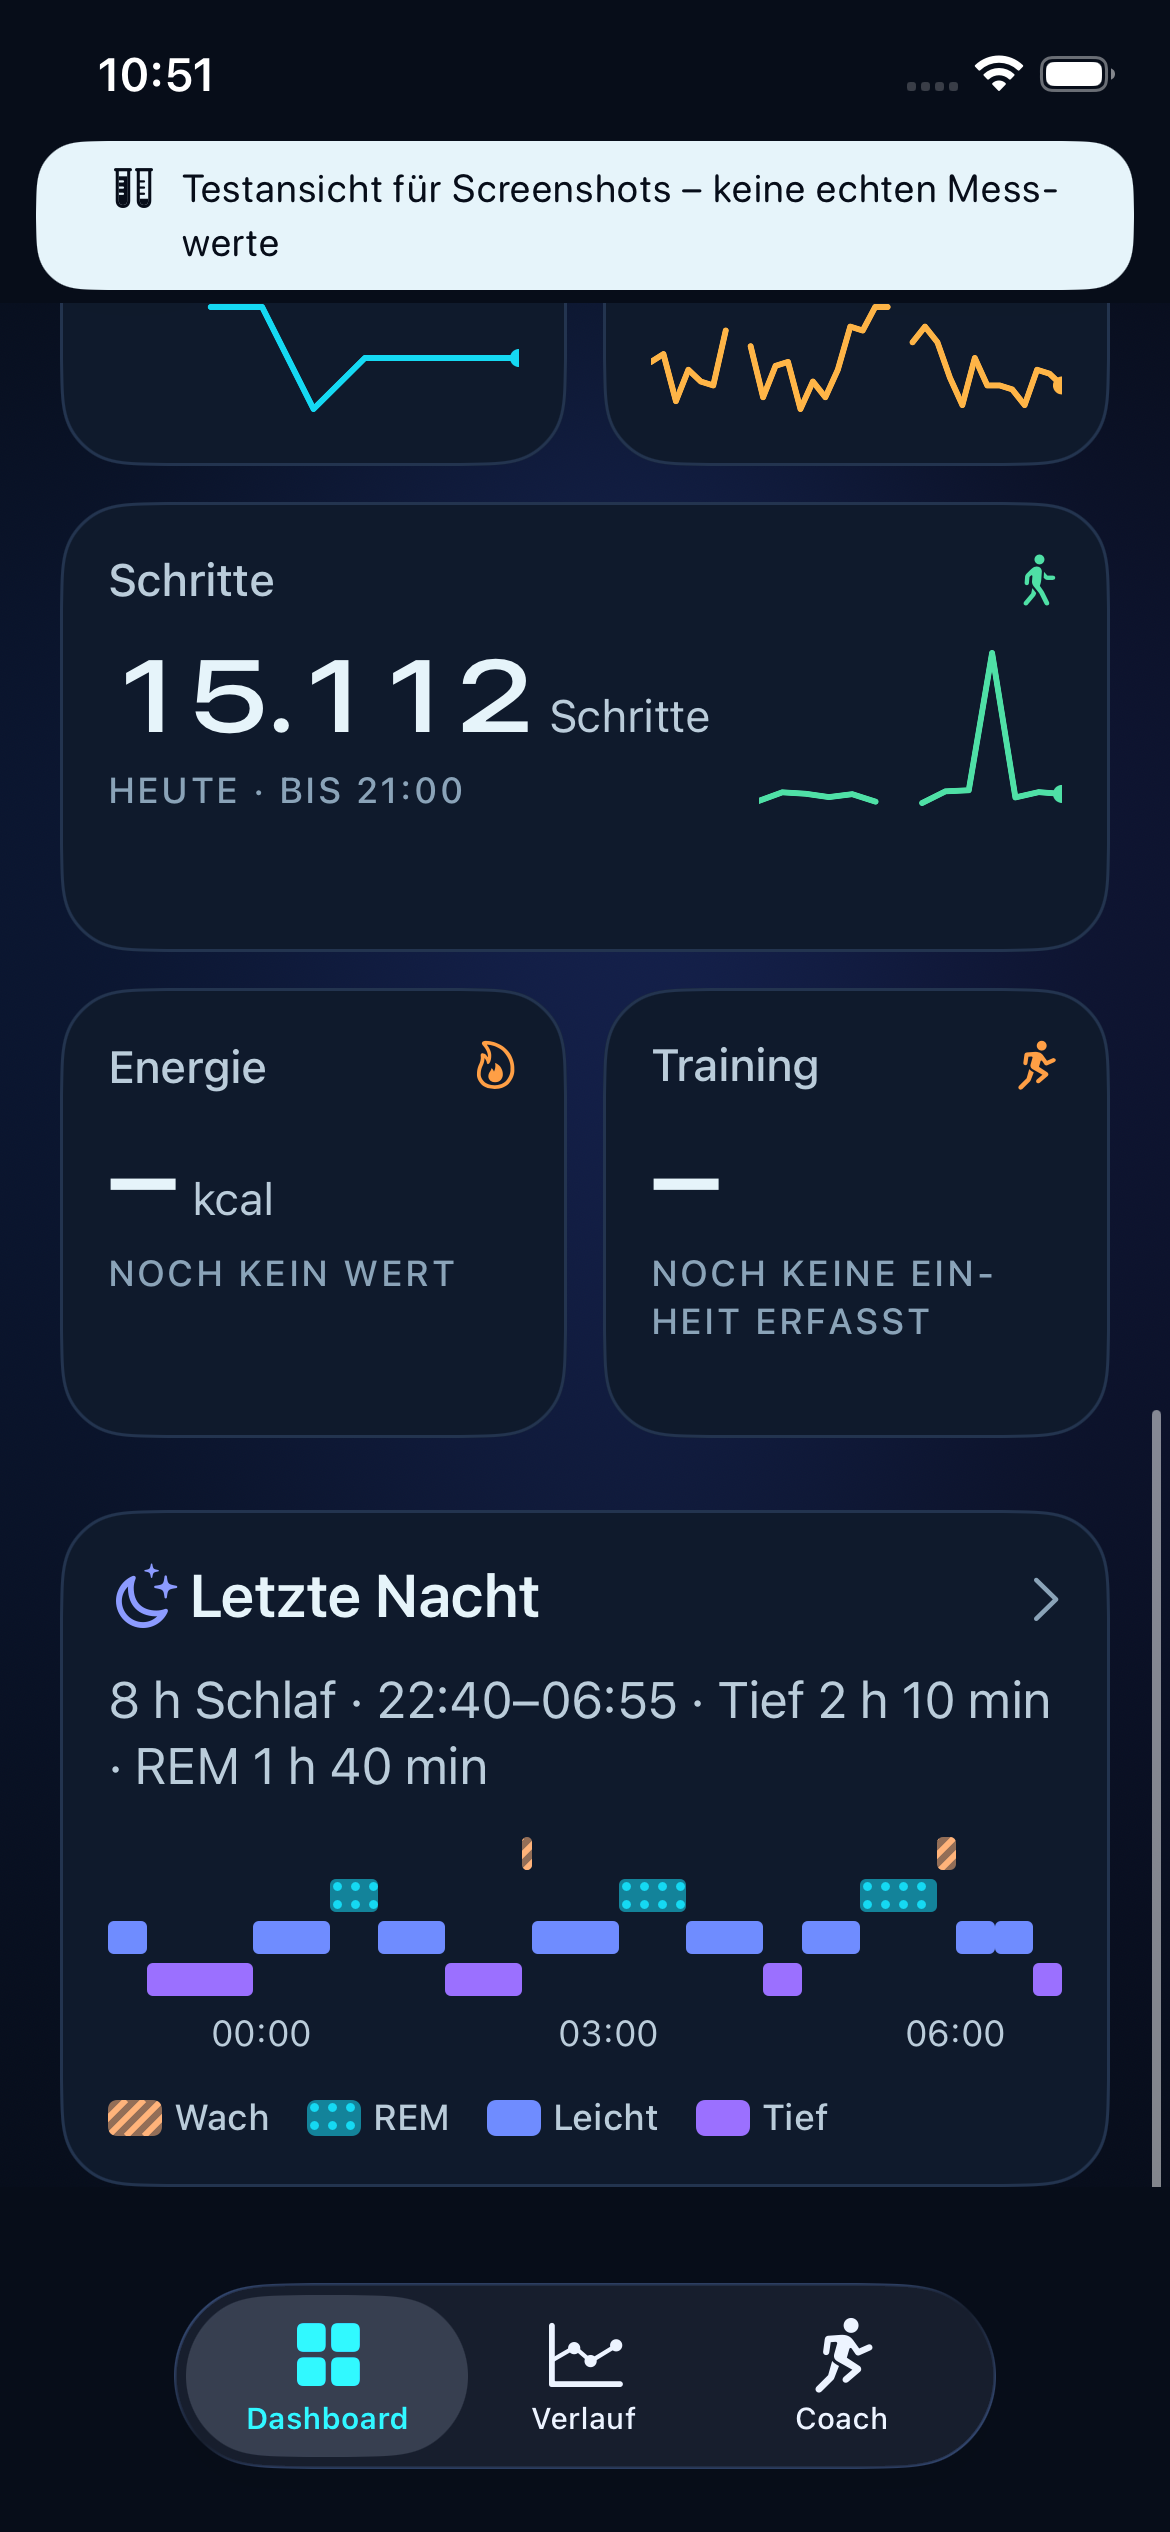 10:51
Testansicht für Screenshots – keine echten Mess-
werte
Schritte
15.112 Schritte
HEUTE · BIS 21:00
Energie
Training
— kcal
—
NOCH KEIN WERT
NOCH KEINE EIN-
HEIT ERFASST
Letzte Nacht
8 h Schlaf · 22:40–06:55 · Tief 2 h 10 min
· REM 1 h 40 min
00:00 03:00 06:00
Wach REM Leicht Tief
Dashboard Verlauf Coach